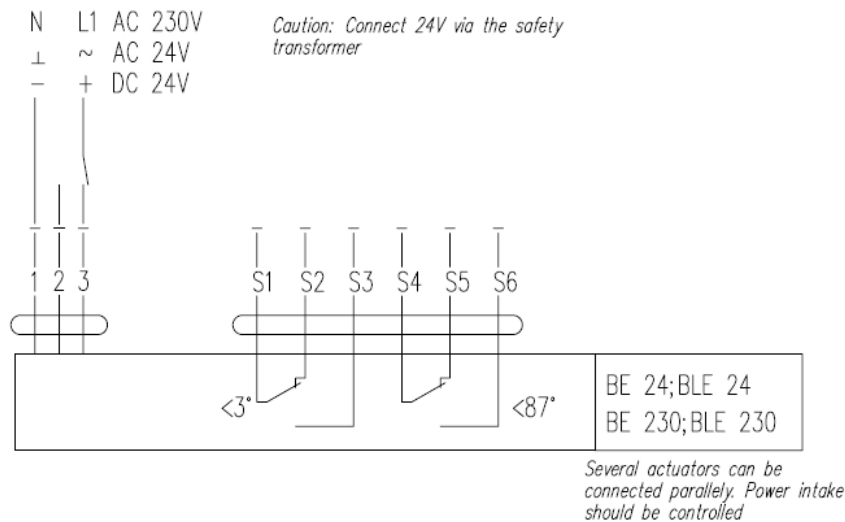 N L1 AC 230V
⊥ ~ AC 24V
− + DC 24V
Caution: Connect 24V via the safety
transformer
1 2 3 S1 S2 S3 S4 S5 S6
<3° <87°
BE 24;BLE 24
BE 230;BLE 230
Several actuators can be
connected parallely. Power intake
should be controlled